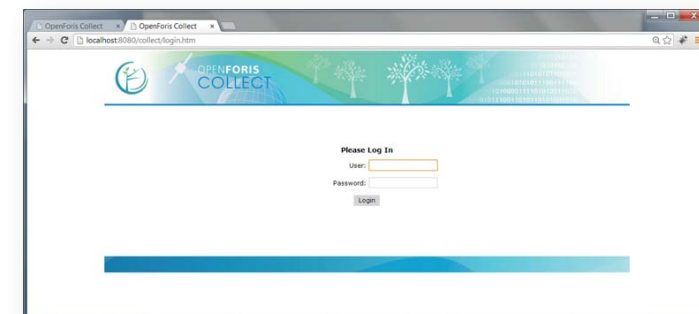 OpenForis Collect
OpenForis Collect
localhost:8080/collect/login.htm
OPENFORIS
COLLECT
Please Log In
User:
Password:
Login